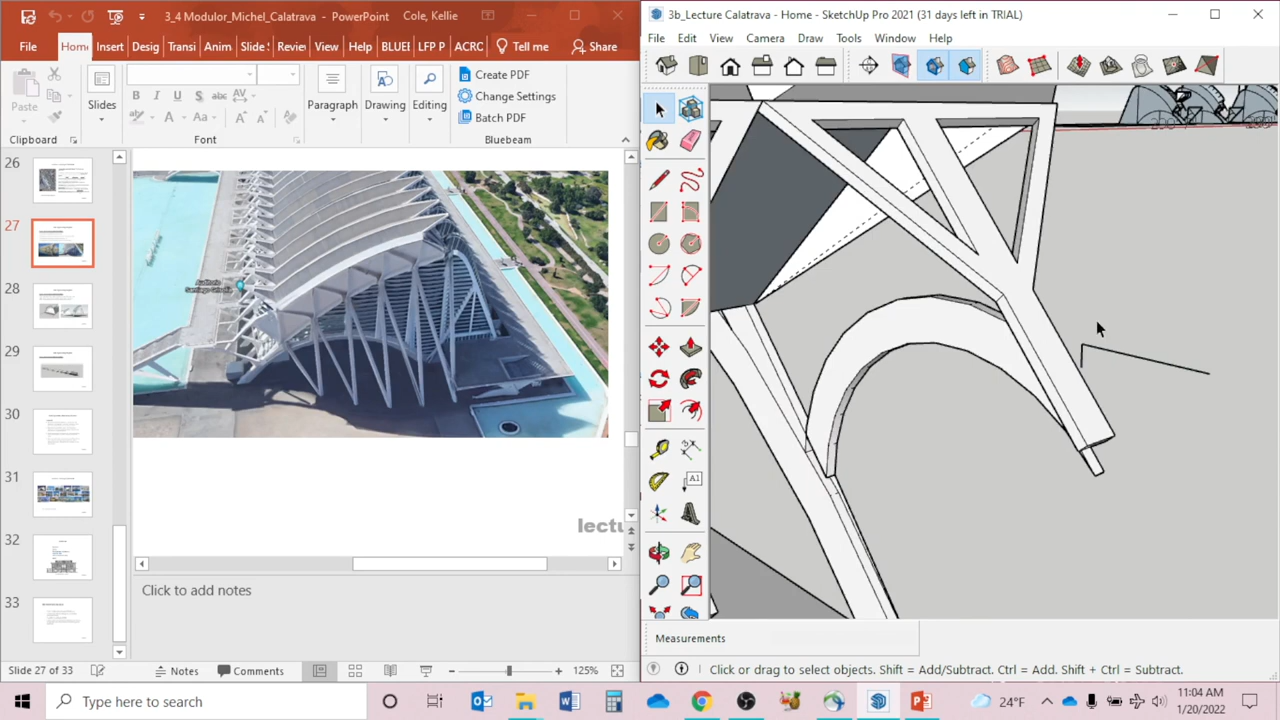 3_4 Modulor_Michel_Calatrava - PowerPoint
Cole, Kellie
File
Home
Insert
Desig
Transi
Anim
Slide
Review
View
Help
BLUEI
LFP P
ACRC
Tell me
Share
Paste
Slides
Paragraph
Drawing
Editing
Create PDF
Change Settings
Batch PDF
Clipboard
Font
Bluebeam
26
27
28
29
30
31
32
33
lectu
Click to add notes
Slide 27 of 33
Notes
Comments
125%
3b_Lecture Calatrava - Home - SketchUp Pro 2021 (31 days left in TRIAL)
File Edit View Camera Draw Tools Window Help
A1
Measurements
Click or drag to select objects. Shift = Add/Subtract. Ctrl = Add. Shift + Ctrl = Subtract.
Type here to search
24°F
11:04 AM
1/20/2022